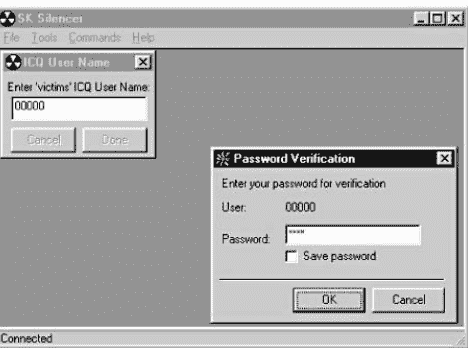 SK Silencer
File Tools Commands Help
ICQ User Name
Enter 'victims' ICQ User Name:
00000
Cancel Done
Password Verification
Enter your password for verification
User: 00000
Password: ****
Save password
OK Cancel
Connected